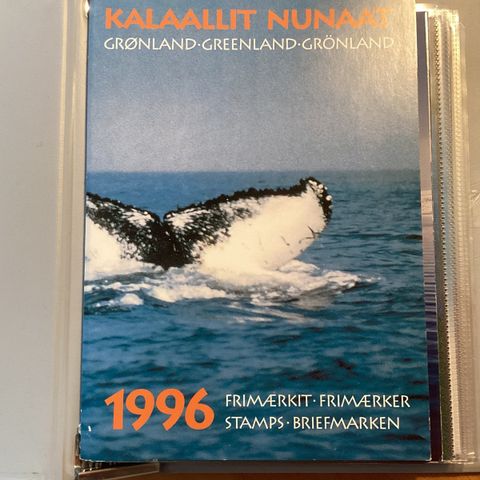 KALAALLIT NUNAAT
GRØNLAND·GREENLAND·GRÖNLAND
1996
FRIMÆRKIT·FRIMÆRKER
STAMPS·BRIEFMARKEN